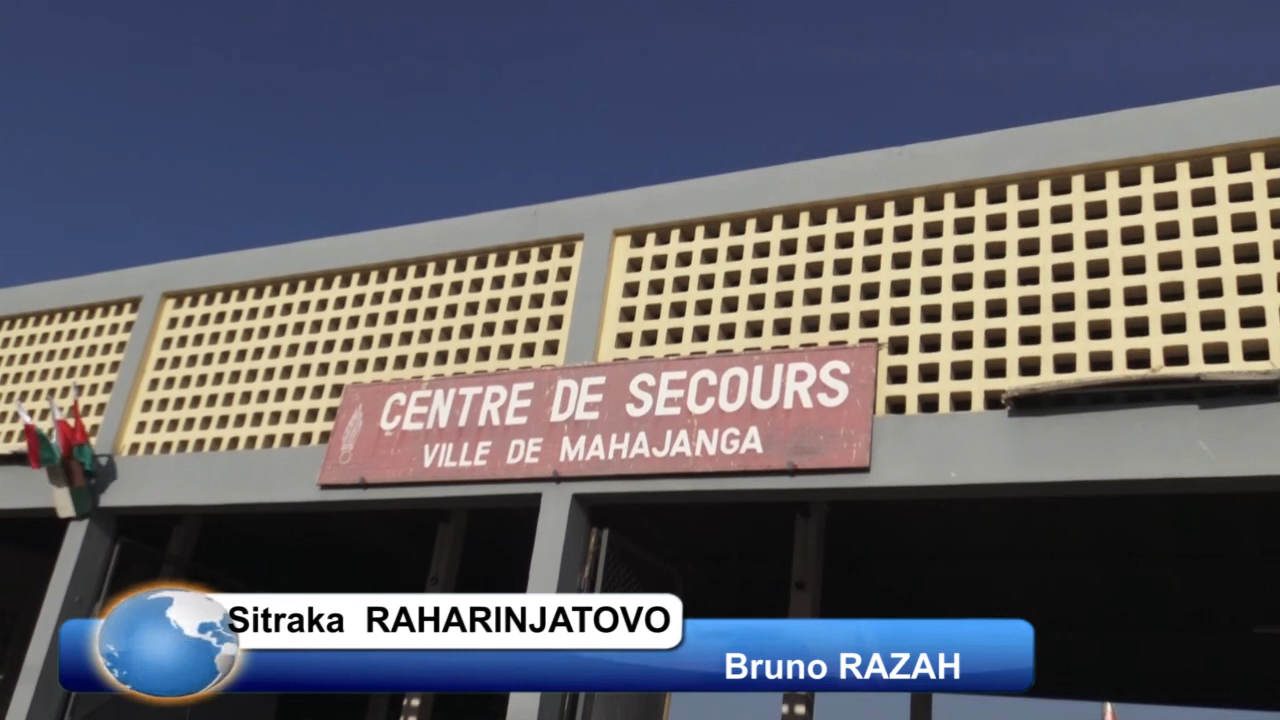 CENTRE DE SECOURS
VILLE DE MAHAJANGA
Sitraka RAHARINJATOVO
Bruno RAZAH